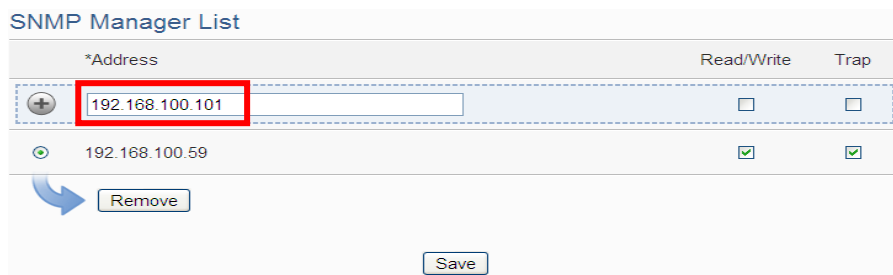 SNMP Manager List
*Address Read/Write Trap
192.168.100.101
192.168.100.59
Remove
Save